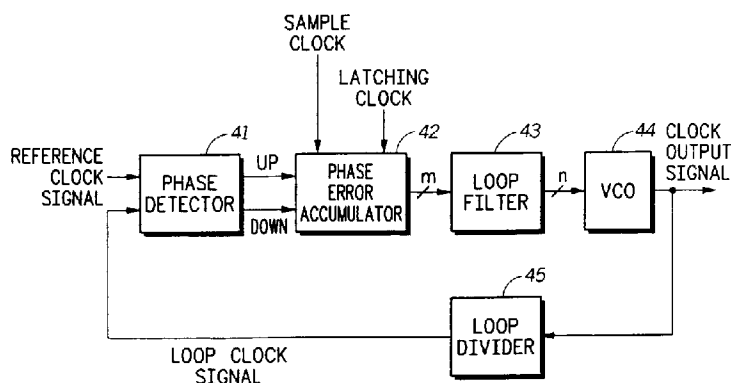 SAMPLE
CLOCK
LATCHING
CLOCK
41
42
43
44
CLOCK
OUTPUT
SIGNAL
REFERENCE
CLOCK
SIGNAL
PHASE
DETECTOR
UP
DOWN
PHASE
ERROR
ACCUMULATOR
m
LOOP
FILTER
n
VCO
45
LOOP
DIVIDER
LOOP CLOCK
SIGNAL